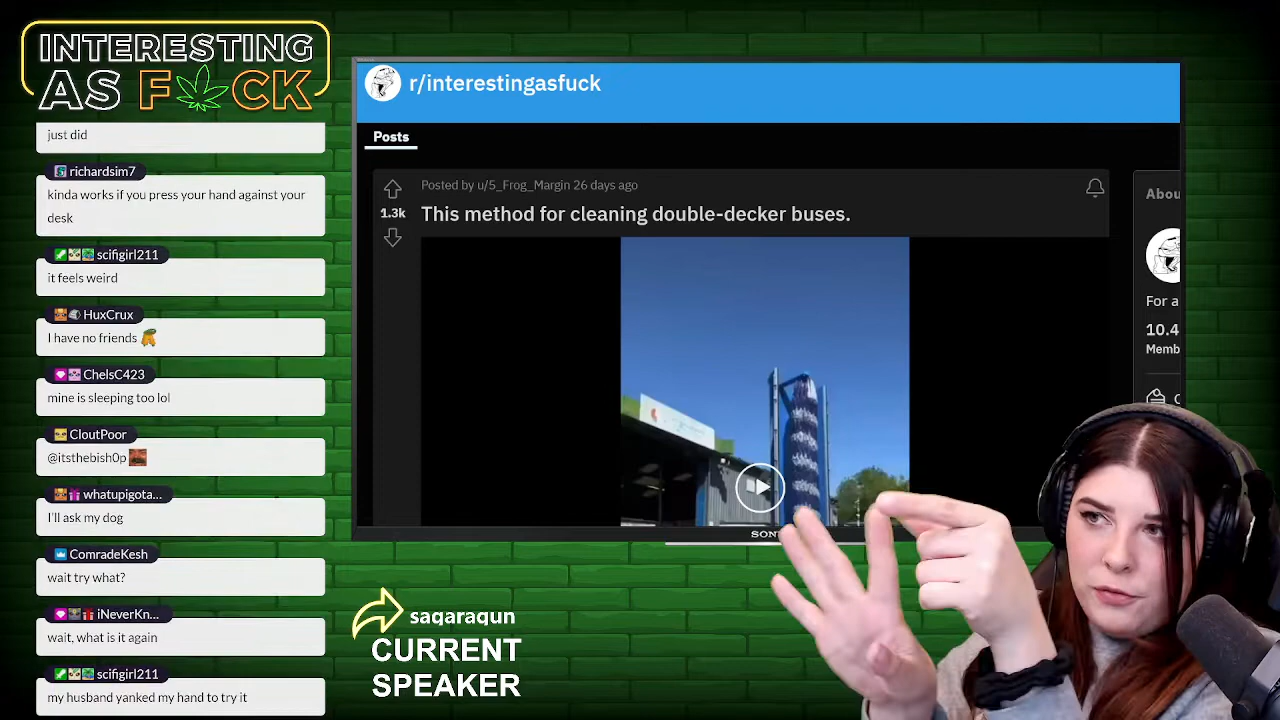 INTERESTING
AS F CK
just did
richardsim7
kinda works if you press your hand against your
desk
scifigirl211
it feels weird
HuxCrux
I have no friends
ChelsC423
mine is sleeping too lol
CloutPoor
@itsthebish0p
whatupigota...
I'll ask my dog
ComradeKesh
wait try what?
iNeverKn...
wait, what is it again
scifigirl211
my husband yanked my hand to try it
r/interestingasfuck
Posts
Posted by u/5_Frog_Margin 26 days ago
1.3k
This method for cleaning double-decker buses.
Abou
For a
10.4
Memb
SONY
saqaraqun
CURRENT
SPEAKER